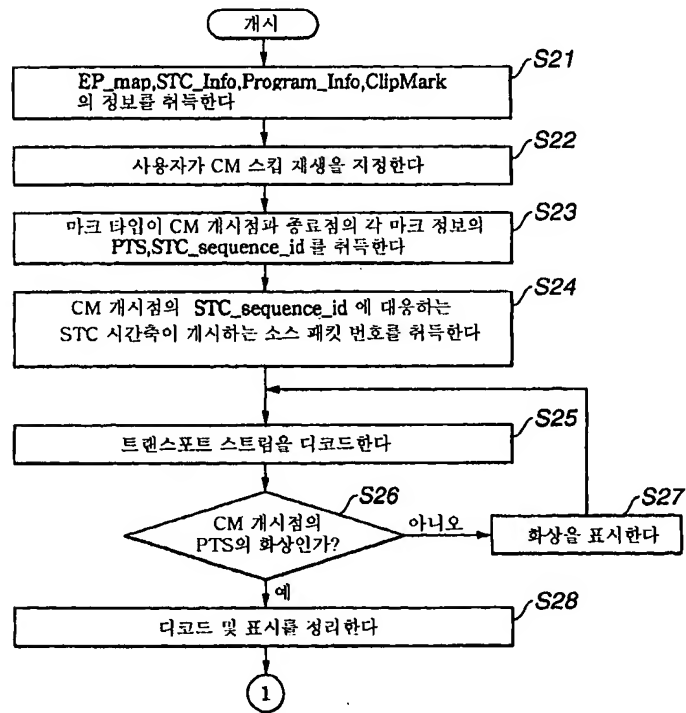 개시
S21
EP_map,STC_Info,Program_Info,ClipMark
의 정보를 취득한다
S22
사용자가 CM 스킵 재생을 지정한다
S23
마크 타입이 CM 개시점과 종료점의 각 마크 정보의
PTS,STC_sequence_id 를 취득한다
S24
CM 개시점의 STC_sequence_id 에 대응하는
STC 시간축이 개시하는 소스 패킷 번호를 취득한다
S25
트랜스포트 스트림을 디코드한다
S26
CM 개시점의
PTS의 화상인가?
아니오
S27
화상을 표시한다
예
S28
디코드 및 표시를 정리한다
1